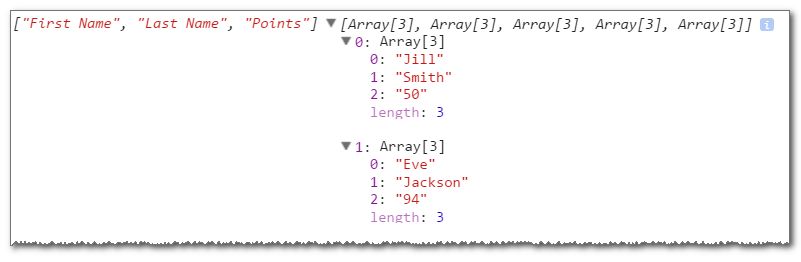 ["First Name", "Last Name", "Points"] ▼ [Array[3], Array[3], Array[3], Array[3], Array[3]] i
▼ 0: Array[3]
0: "Jill"
1: "Smith"
2: "50"
length: 3
▼ 1: Array[3]
0: "Eve"
1: "Jackson"
2: "94"
length: 3